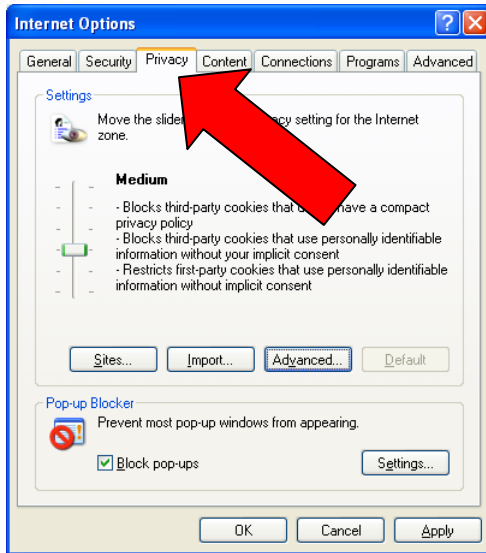 Internet Options
General Security Privacy Content Connections Programs Advanced
Settings
Move the slider acy setting for the Internet
zone.
Medium
- Blocks third-party cookies that have a compact
privacy policy
- Blocks third-party cookies that use personally identifiable
information without your implicit consent
- Restricts first-party cookies that use personally identifiable
information without implicit consent
Sites... Import... Advanced... Default
Pop-up Blocker
Prevent most pop-up windows from appearing.
Block pop-ups
Settings...
OK Cancel Apply